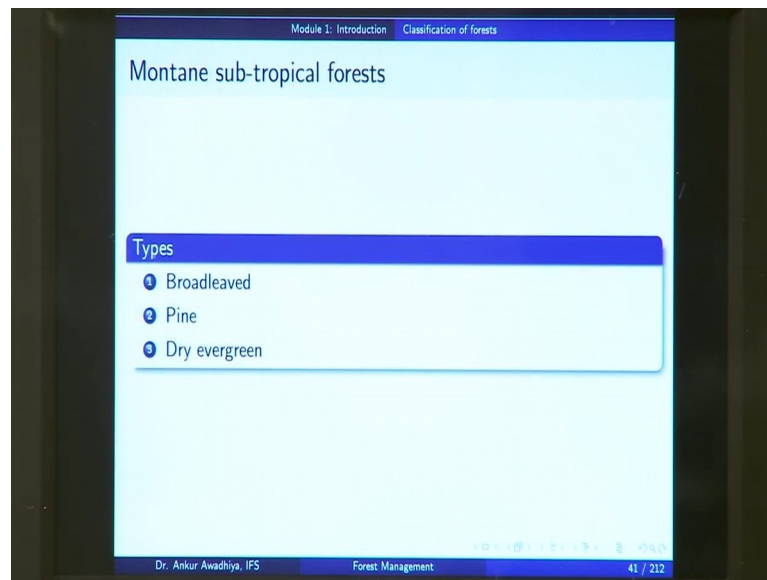 Module 1: Introduction Classification of forests
Montane sub-tropical forests
Types
1 Broadleaved
2 Pine
3 Dry evergreen
Dr. Ankur Awadhiya, IFS Forest Management 41 / 212